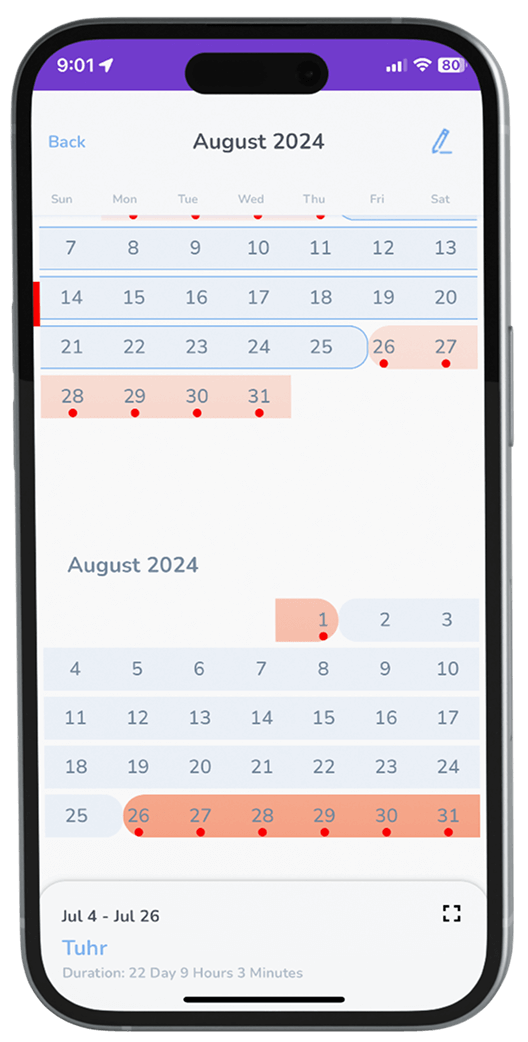 9:01 80
Back August 2024
Sun Mon Tue Wed Thu Fri Sat
7 8 9 10 11 12 13
14 15 16 17 18 19 20
21 22 23 24 25 26 27
28 29 30 31
August 2024
1 2 3
4 5 6 7 8 9 10
11 12 13 14 15 16 17
18 19 20 21 22 23 24
25 26 27 28 29 30 31
Jul 4 - Jul 26
Tuhr
Duration: 22 Day 9 Hours 3 Minutes